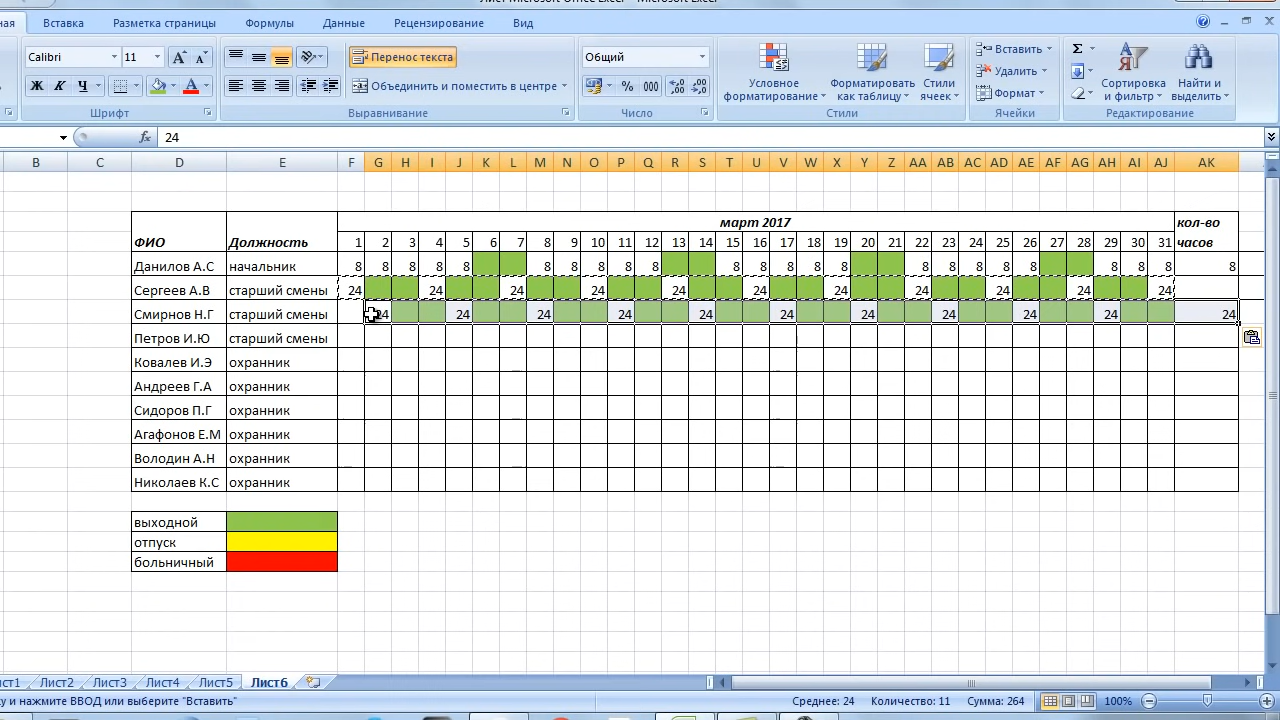 Вставка Разметка страницы Формулы Данные Рецензирование Вид
Calibri 11 Перенос текста Общий Вставить Σ
Ж К Ч Объединить и поместить в центре % 000 Условное форматирование Форматировать как таблицу Стили ячеек Удалить Формат Сортировка и фильтр Найти и выделить
Шрифт Выравнивание Число Стили Ячейки Редактирование
fx 24
B C D E F G H I J K L M N O P Q R S T U V W X Y Z AA AB AC AD AE AF AG AH AI AJ AK
март 2017 кол-во
ФИО Должность 1 2 3 4 5 6 7 8 9 10 11 12 13 14 15 16 17 18 19 20 21 22 23 24 25 26 27 28 29 30 31 часов
Данилов А.С начальник 8 8 8 8 8 8 8 8 8 8 8 8 8 8 8 8 8 8 8 8 8 8 8 8
Сергеев А.В старший смены 24 24 24 24 24 24 24 24 24 24 24
Смирнов Н.Г старший смены 24 24 24 24 24 24 24 24 24 24 24
Петров И.Ю старший смены
Ковалев И.Э охранник
Андреев Г.А охранник
Сидоров П.Г охранник
Агафонов Е.М охранник
Володин А.Н охранник
Николаев К.С охранник
выходной
отпуск
больничный
Лист2 Лист3 Лист4 Лист5 Лист6
и нажмите ВВОД или выберите "Вставить" Среднее: 24 Количество: 11 Сумма: 264 100%